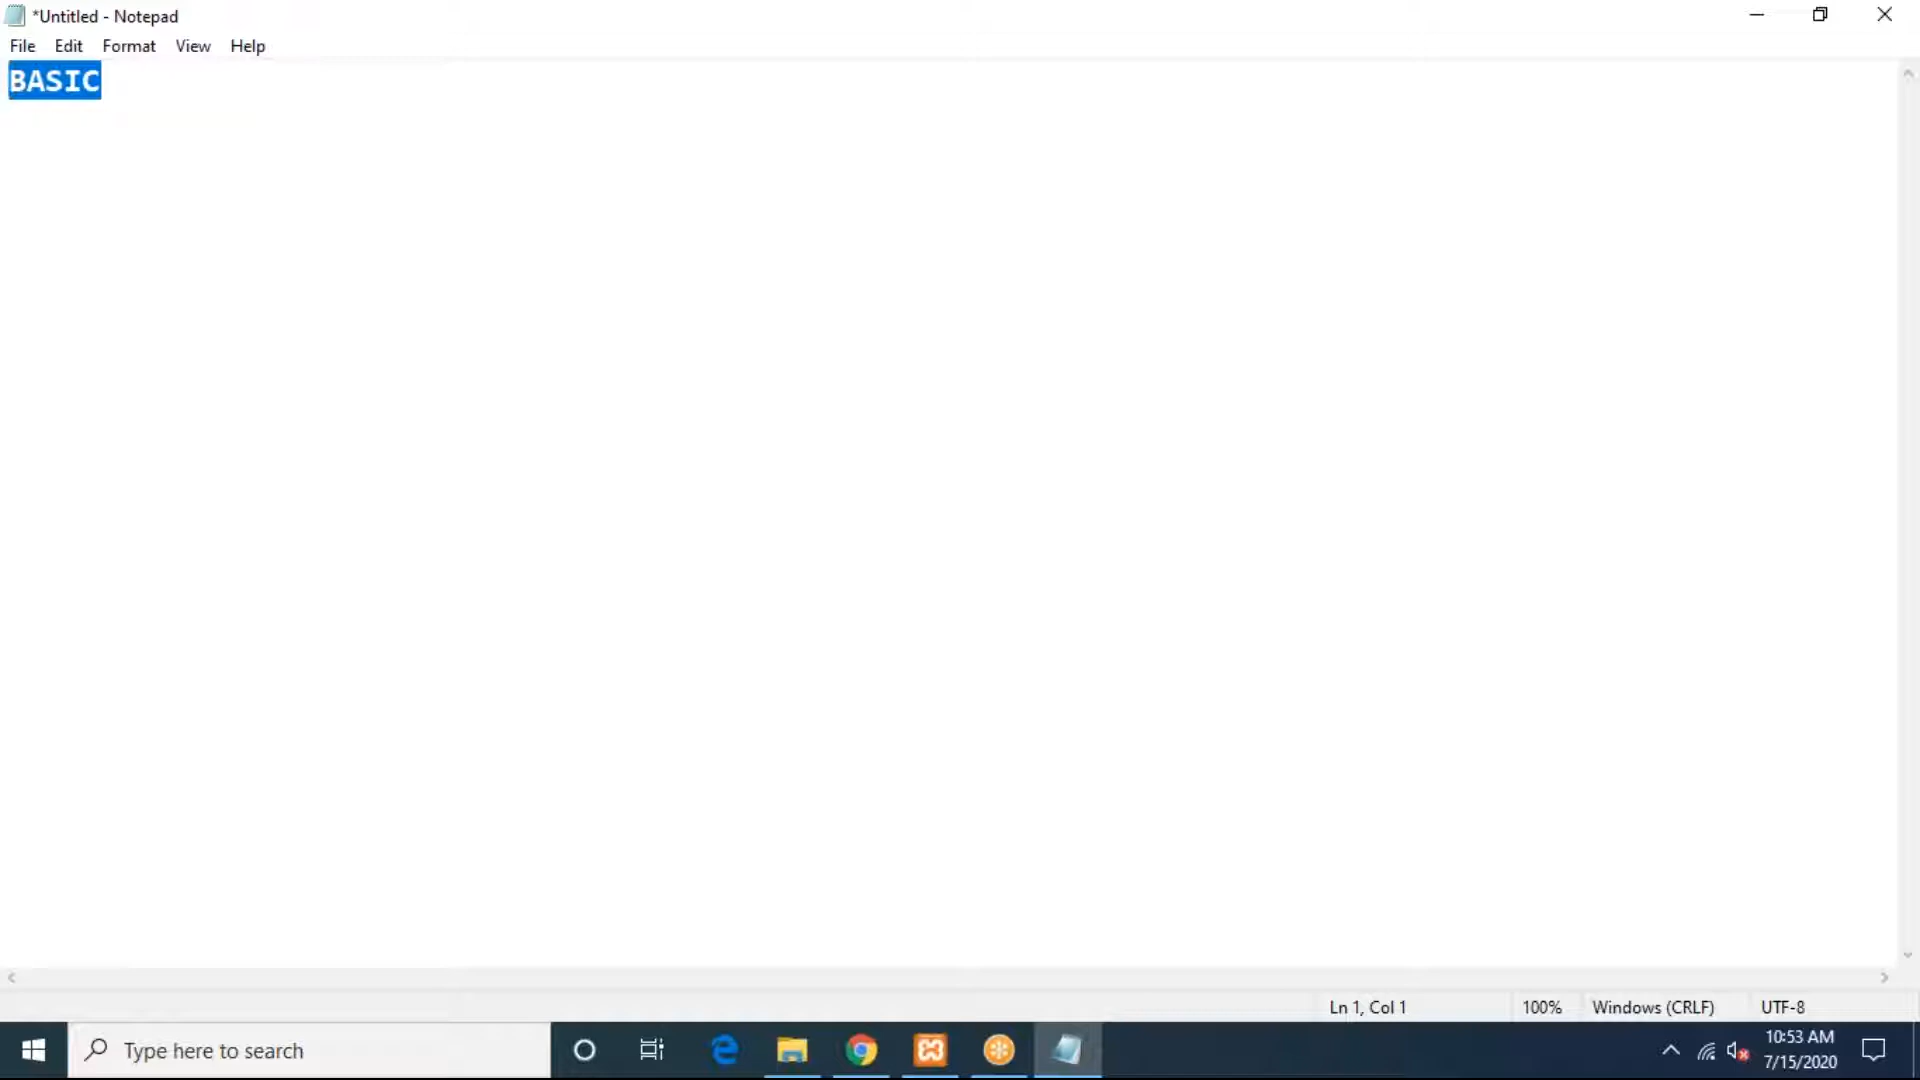 *Untitled - Notepad
File Edit Format View Help
BASIC
Ln 1, Col 1 100% Windows (CRLF) UTF-8
Type here to search
10:53 AM
7/15/2020